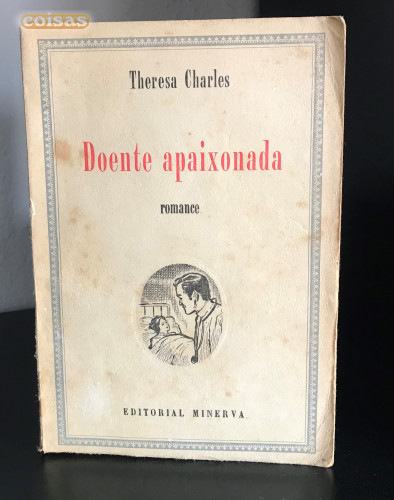 coisas
Theresa Charles
Doente apaixonada
romance
EDITORIAL MINERVA